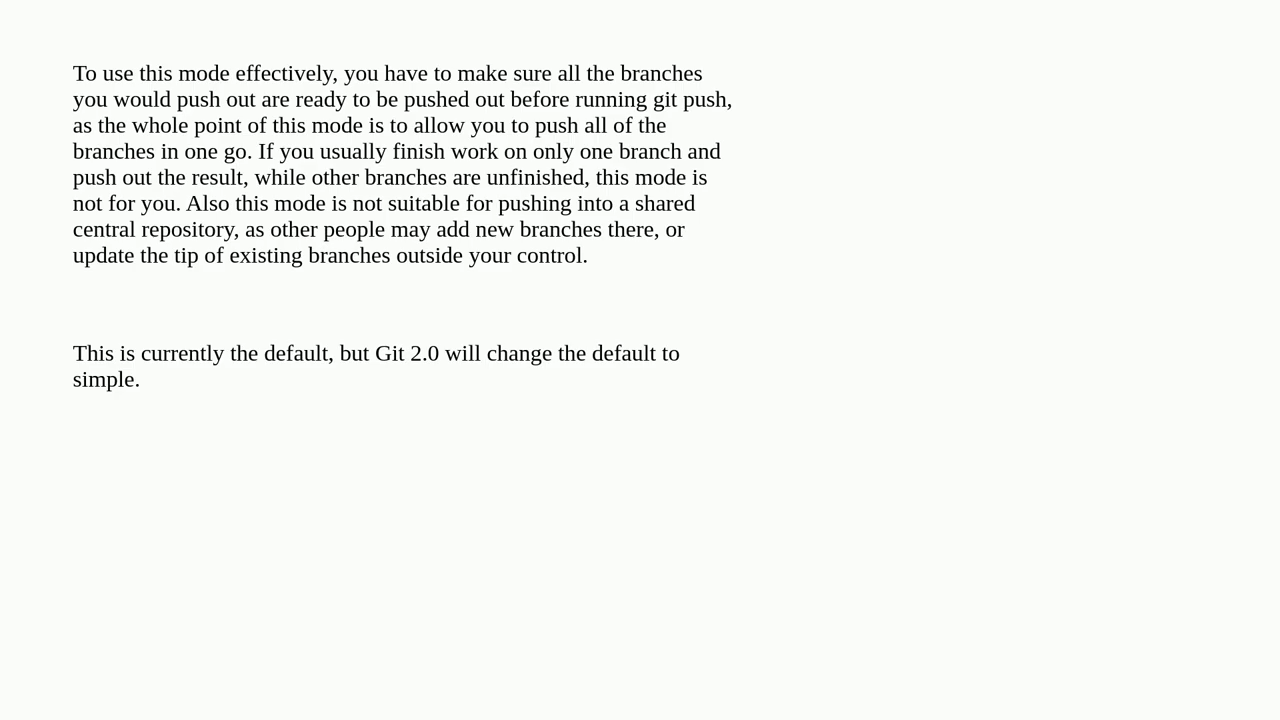 To use this mode effectively, you have to make sure all the branches
you would push out are ready to be pushed out before running git push,
as the whole point of this mode is to allow you to push all of the
branches in one go. If you usually finish work on only one branch and
push out the result, while other branches are unfinished, this mode is
not for you. Also this mode is not suitable for pushing into a shared
central repository, as other people may add new branches there, or
update the tip of existing branches outside your control.
This is currently the default, but Git 2.0 will change the default to
simple.